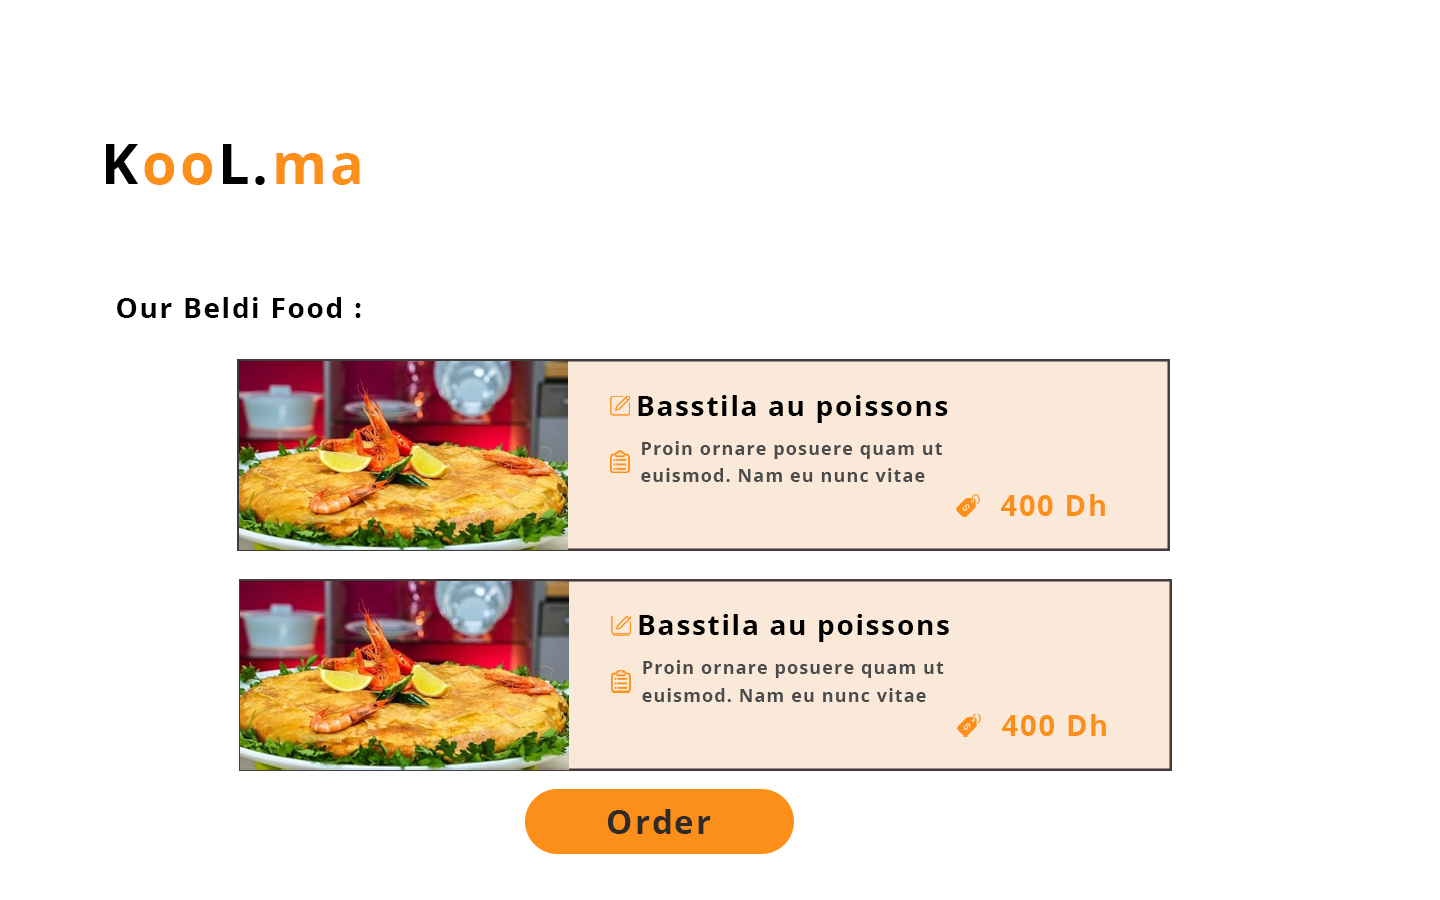 KooL.ma
Our Beldi Food :
Basstila au poissons
Proin ornare posuere quam ut
euismod. Nam eu nunc vitae
400 Dh
Basstila au poissons
Proin ornare posuere quam ut
euismod. Nam eu nunc vitae
400 Dh
Order